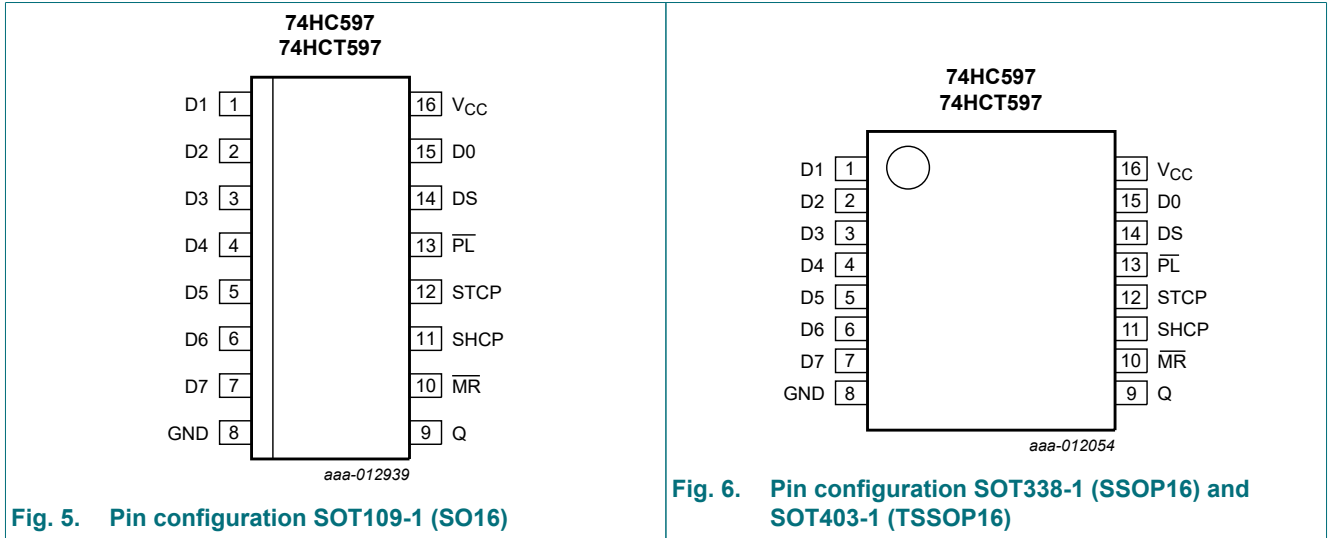 74HC597
74HCT597
D1 1
16 VCC
D2 2
15 D0
D3 3
14 DS
D4 4
13 P̅L̅
D5 5
12 STCP
D6 6
11 SHCP
D7 7
10 M̅R̅
GND 8
9 Q
aaa-012939
Fig. 5. Pin configuration SOT109-1 (SO16)
74HC597
74HCT597
D1 1
16 VCC
D2 2
15 D0
D3 3
14 DS
D4 4
13 P̅L̅
D5 5
12 STCP
D6 6
11 SHCP
D7 7
10 M̅R̅
GND 8
9 Q
aaa-012054
Fig. 6. Pin configuration SOT338-1 (SSOP16) and
SOT403-1 (TSSOP16)